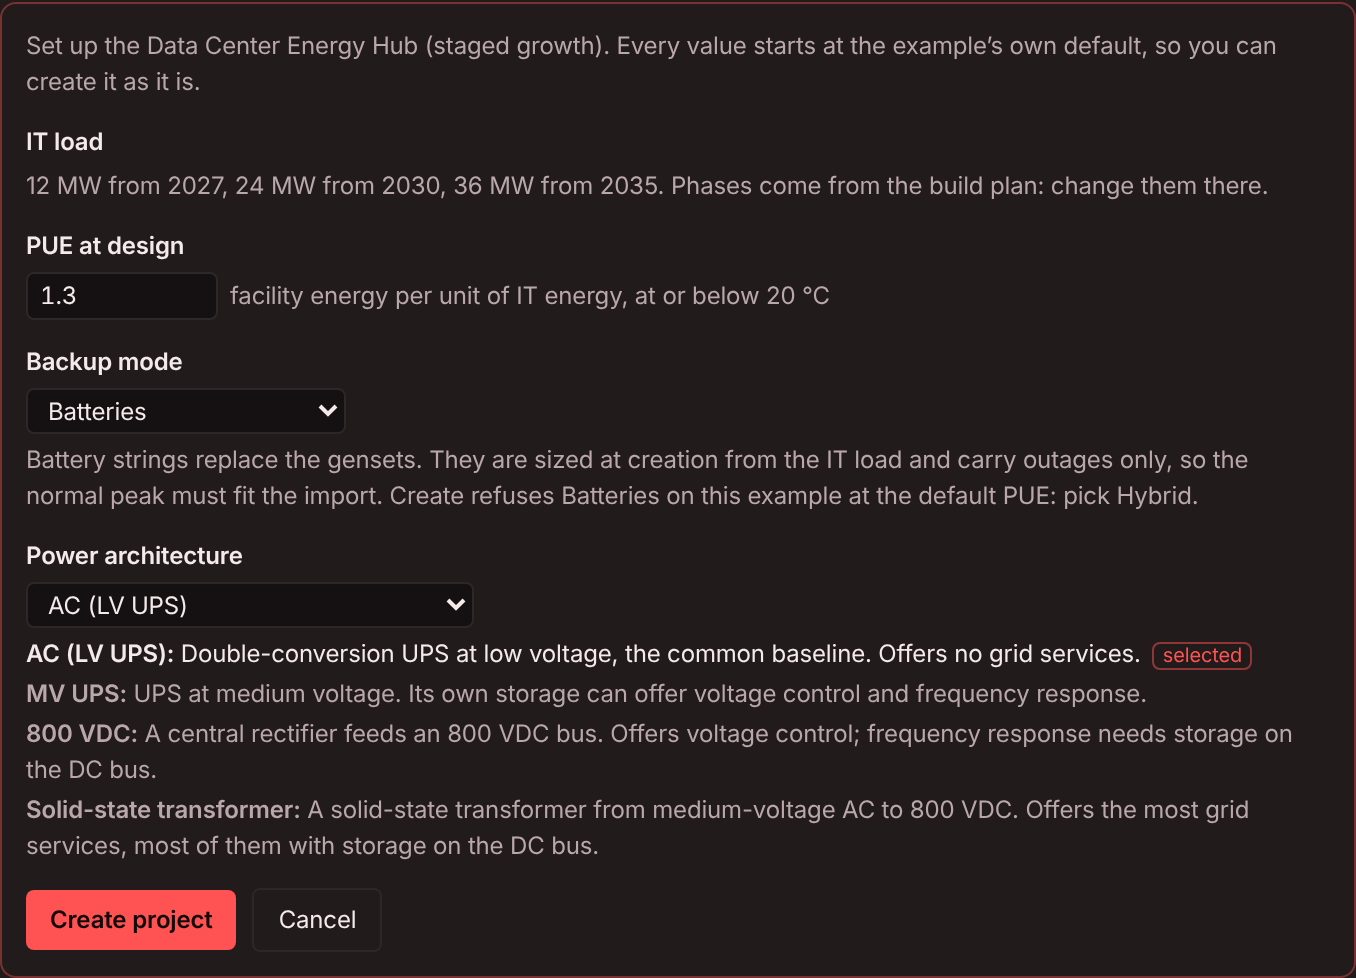 Set up the Data Center Energy Hub (staged growth). Every value starts at the example’s own default, so you can
create it as it is.
IT load
12 MW from 2027, 24 MW from 2030, 36 MW from 2035. Phases come from the build plan: change them there.
PUE at design
1.3 facility energy per unit of IT energy, at or below 20 °C
Backup mode
Batteries
Battery strings replace the gensets. They are sized at creation from the IT load and carry outages only, so the
normal peak must fit the import. Create refuses Batteries on this example at the default PUE: pick Hybrid.
Power architecture
AC (LV UPS)
AC (LV UPS): Double-conversion UPS at low voltage, the common baseline. Offers no grid services. selected
MV UPS: UPS at medium voltage. Its own storage can offer voltage control and frequency response.
800 VDC: A central rectifier feeds an 800 VDC bus. Offers voltage control; frequency response needs storage on
the DC bus.
Solid-state transformer: A solid-state transformer from medium-voltage AC to 800 VDC. Offers the most grid
services, most of them with storage on the DC bus.
Create project Cancel